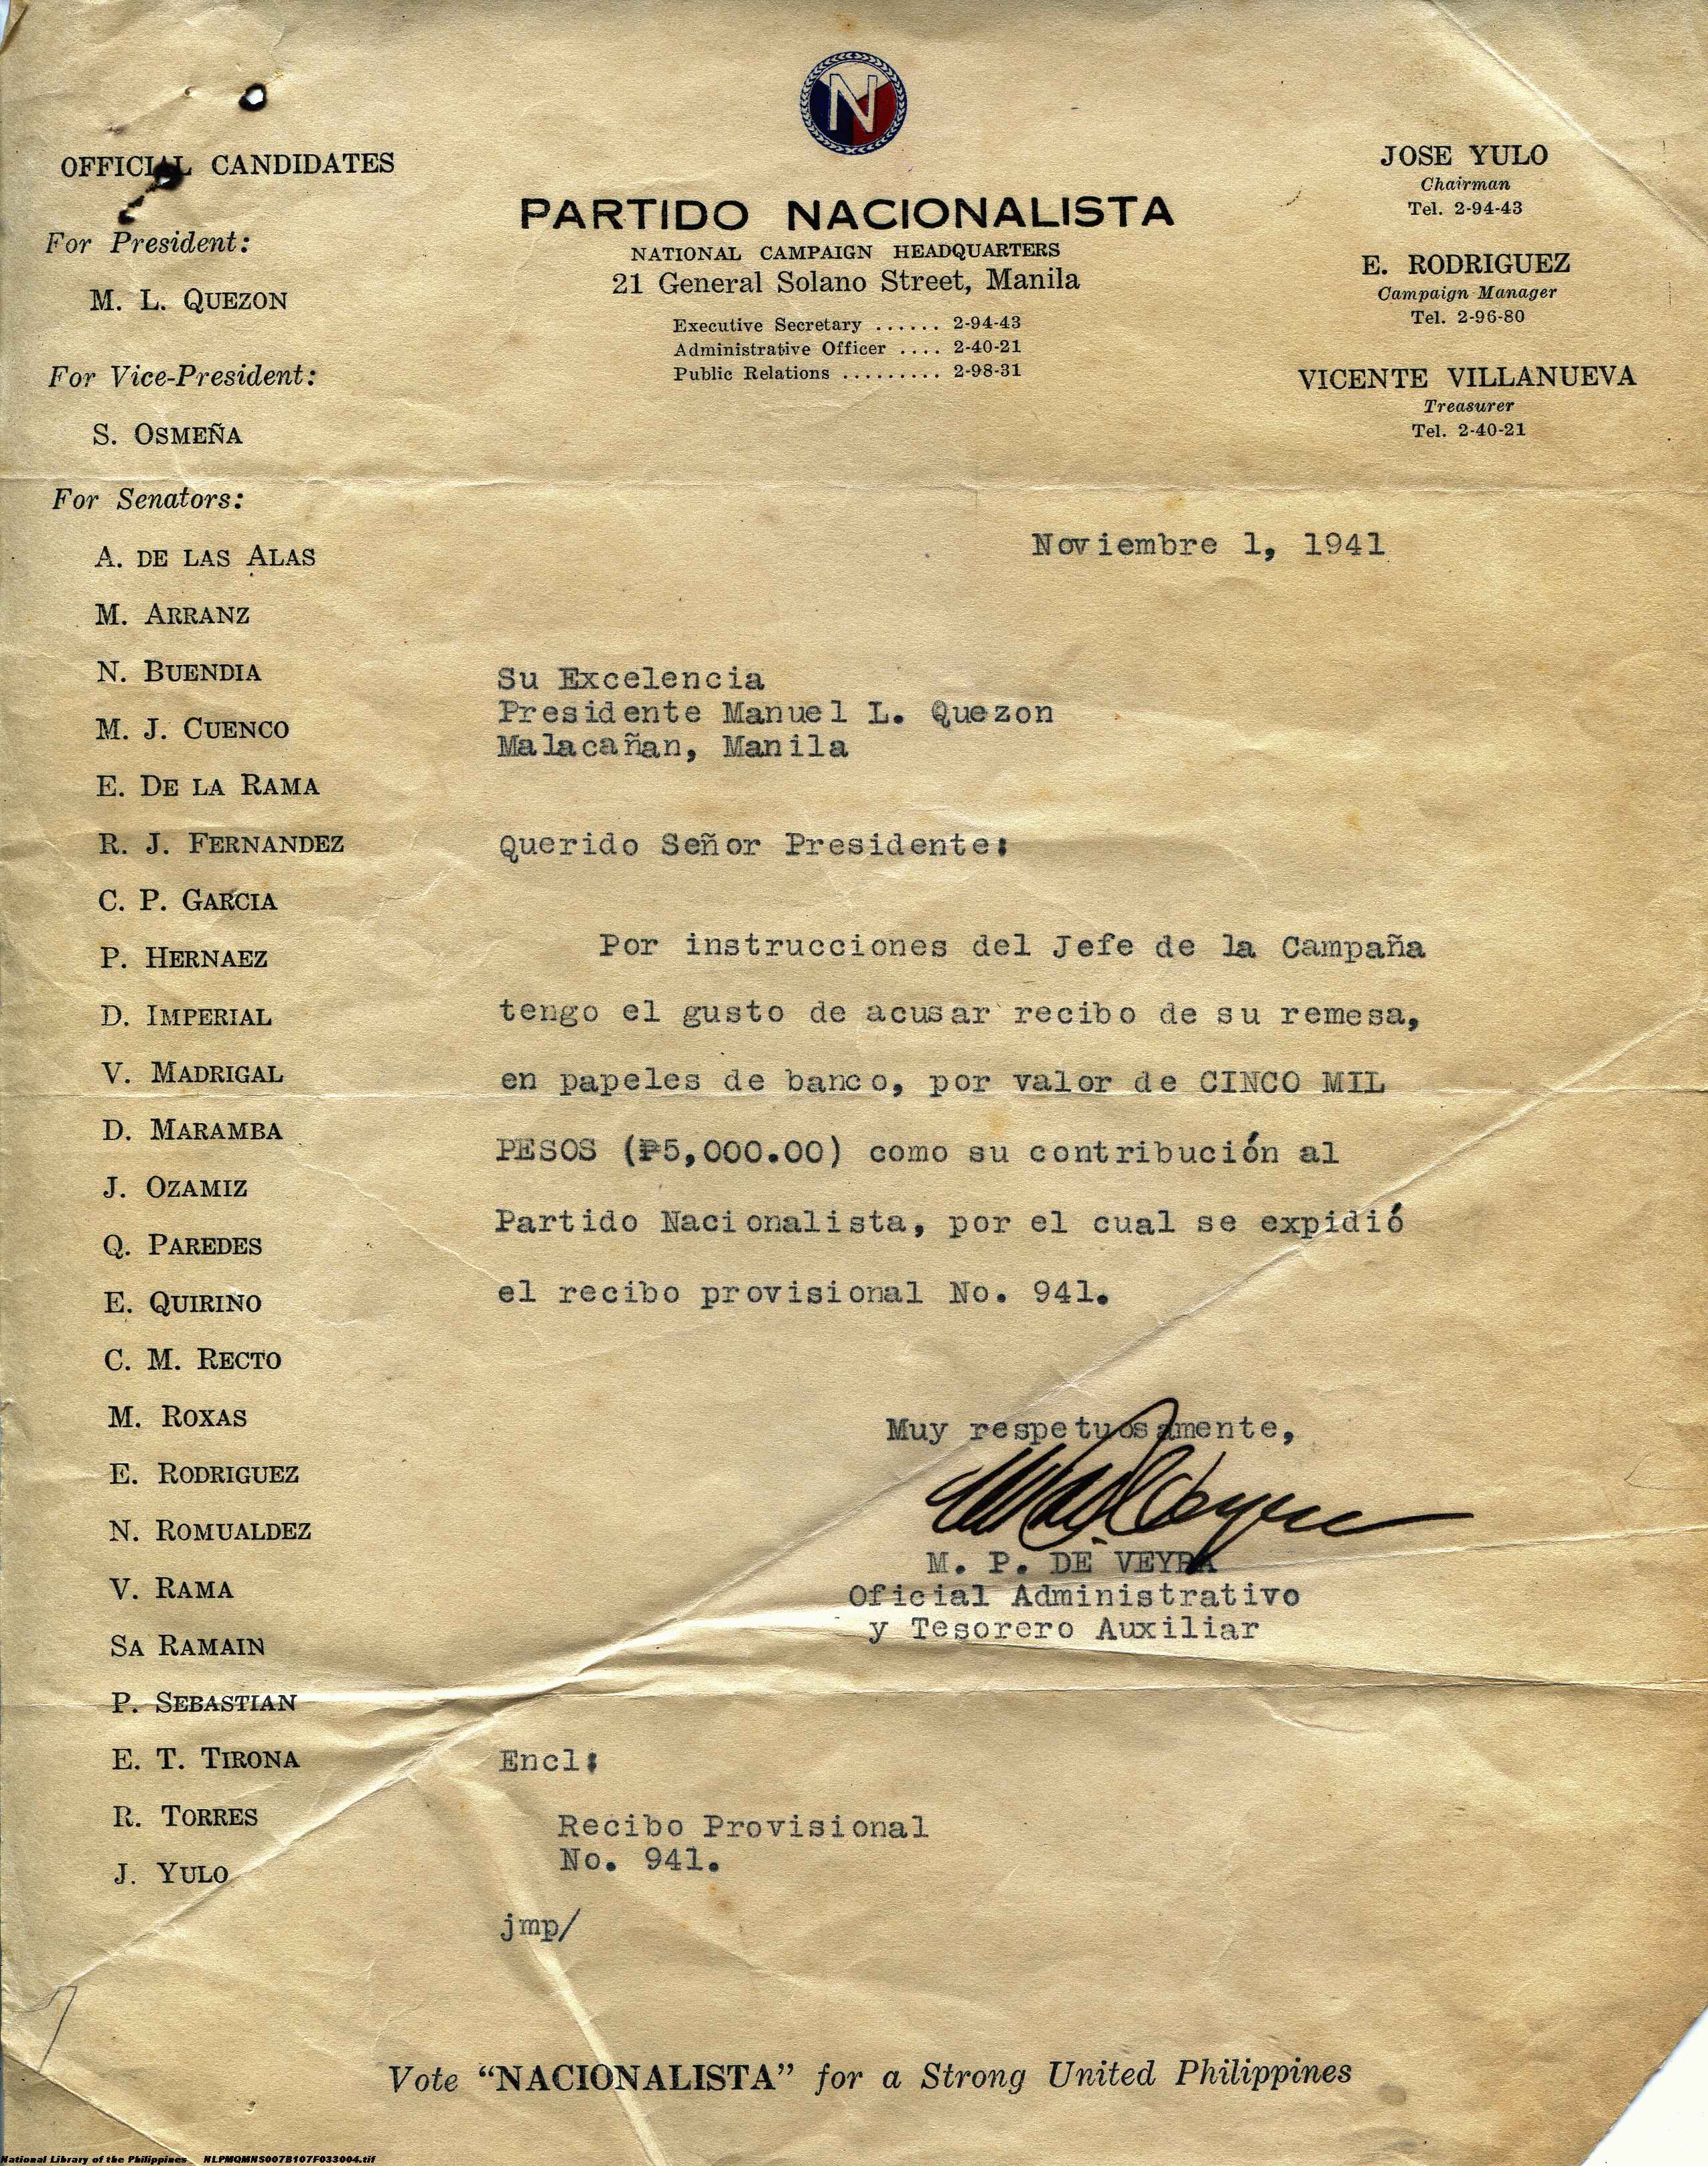 N
OFFICIAL CANDIDATES
For President:
M. L. QUEZON
For Vice-President:
S. OSMEÑA
For Senators:
A. DE LAS ALAS
M. ARRANZ
N. BUENDIA
M. J. CUENCO
E. DE LA RAMA
R. J. FERNANDEZ
C. P. GARCIA
P. HERNAEZ
D. IMPERIAL
V. MADRIGAL
D. MARAMBA
J. OZAMIZ
Q. PAREDES
E. QUIRINO
C. M. RECTO
M. ROXAS
E. RODRIGUEZ
N. ROMUALDEZ
V. RAMA
SA RAMAIN
P. SEBASTIAN
E. T. TIRONA
R. TORRES
J. YULO
PARTIDO NACIONALISTA
NATIONAL CAMPAIGN HEADQUARTERS
21 General Solano Street, Manila
Executive Secretary ...... 2-94-43
Administrative Officer .... 2-40-21
Public Relations ......... 2-98-31
JOSE YULO
Chairman
Tel. 2-94-43
E. RODRIGUEZ
Campaign Manager
Tel. 2-96-80
VICENTE VILLANUEVA
Treasurer
Tel. 2-40-21
Noviembre 1, 1941
Su Excelencia
Presidente Manuel L. Quezon
Malacañan, Manila
Querido Señor Presidente:
Por instrucciones del Jefe de la Campaña
tengo el gusto de acusar recibo de su remesa,
en papeles de banco, por valor de CINCO MIL
PESOS (₱5,000.00) como su contribución al
Partido Nacionalista, por el cual se expidió
el recibo provisional No. 941.
Muy respetuosamente,
M. P. DE VEYRA
Oficial Administrativo
y Tesorero Auxiliar
Encl:
Recibo Provisional
No. 941.
jmp/
Vote “NACIONALISTA” for a Strong United Philippines
National Library of the Philippines NLPMQMNS007B107F033004.tif